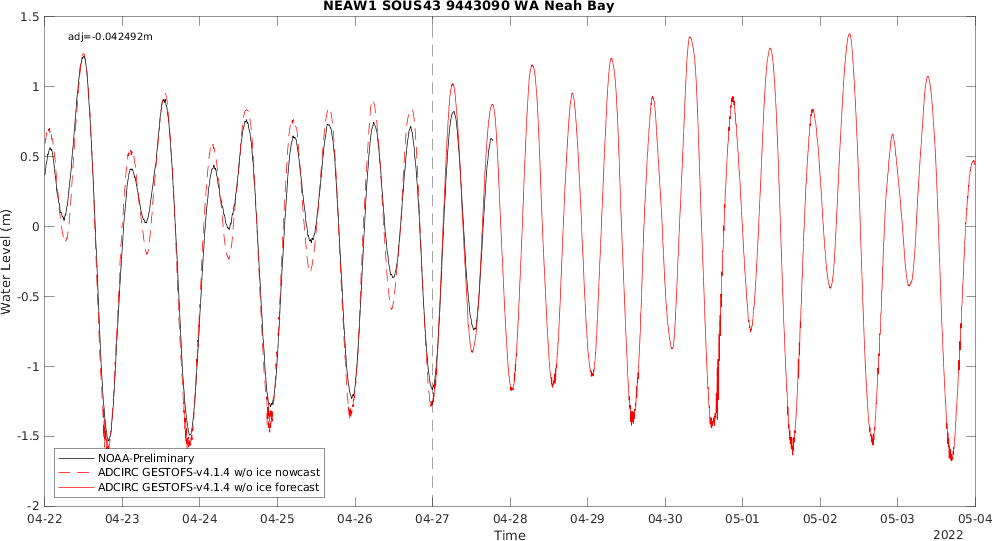 NEAW1 SOUS43 9443090 WA Neah Bay
adj=-0.042492m
1.5
1
0.5
0
-0.5
-1
-1.5
-2
Water Level (m)
NOAA-Preliminary
ADCIRC GESTOFS-v4.1.4 w/o ice nowcast
ADCIRC GESTOFS-v4.1.4 w/o ice forecast
04-22 04-23 04-24 04-25 04-26 04-27 04-28 04-29 04-30 05-01 05-02 05-03 05-04
Time
2022